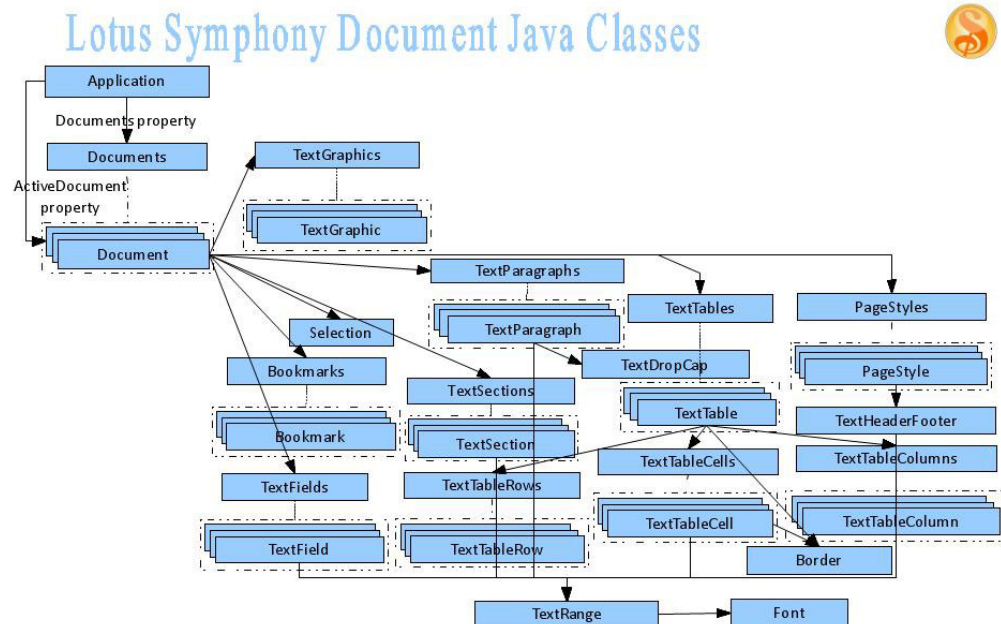 Lotus Symphony Document Java Classes
Application
Documents property
Documents
TextGraphics
ActiveDocument
property
TextGraphic
Document
TextParagraphs
TextTables
PageStyles
Selection
TextParagraph
Bookmarks
TextDropCap
PageStyle
TextSections
TextTable
TextHeaderFooter
Bookmark
TextSection
TextTableCells
TextTableColumns
TextFields
TextTableRows
TextTableCell
TextTableColumn
TextField
TextTableRow
Border
TextRange
Font